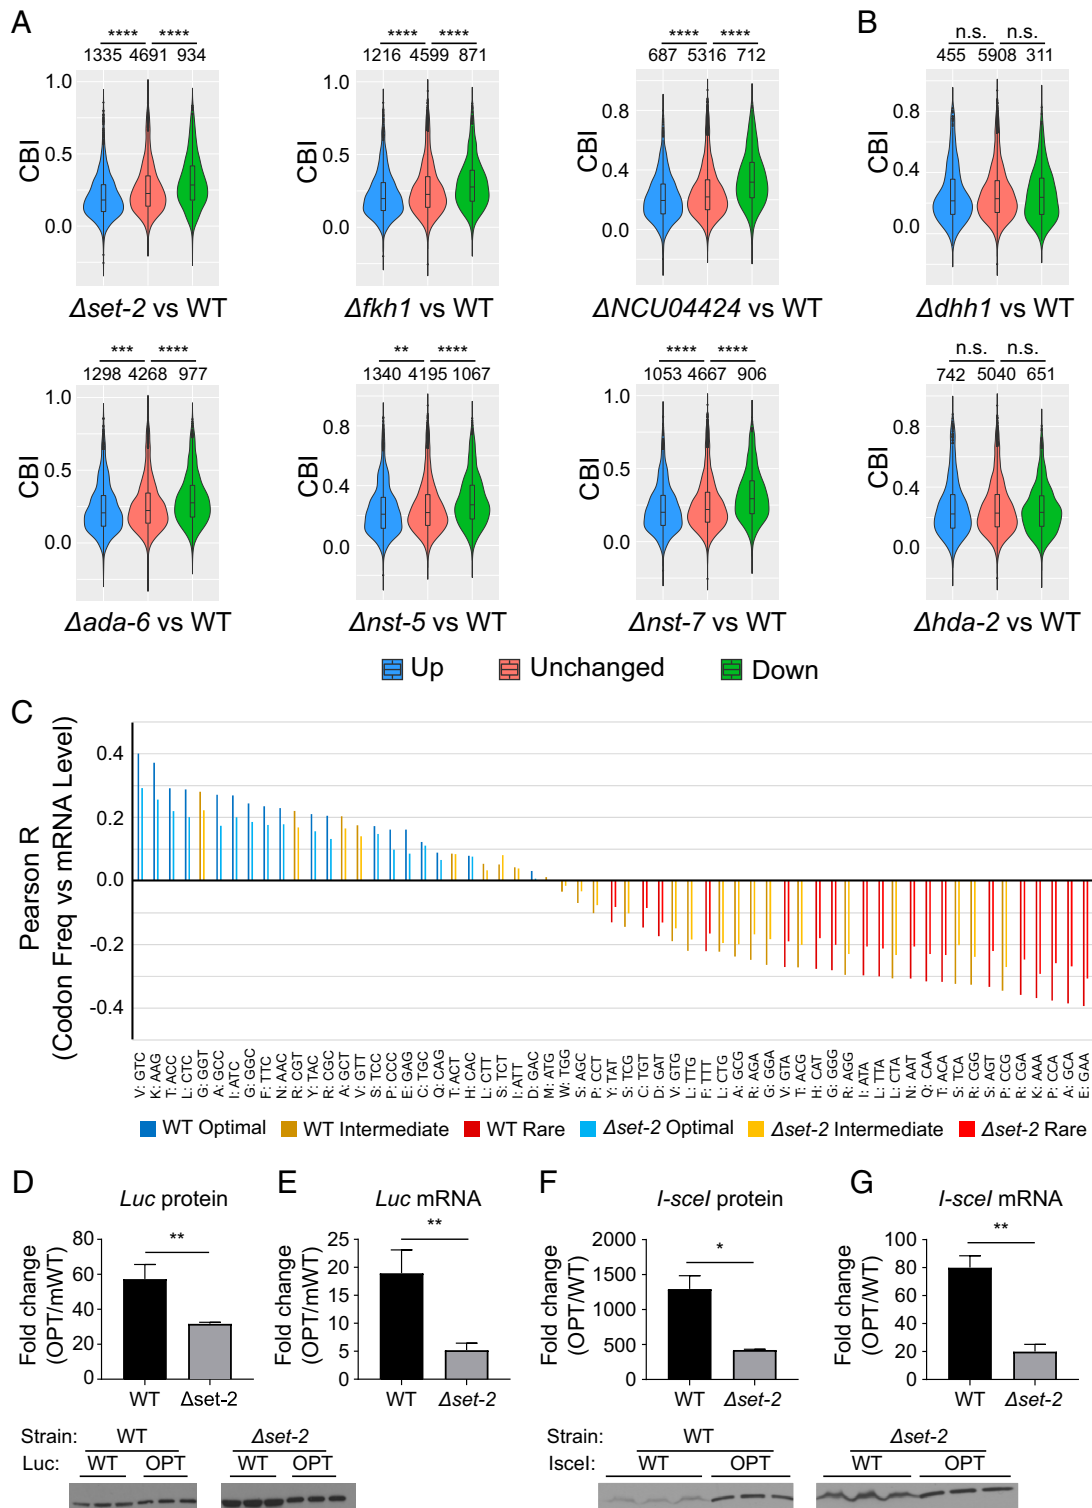 A
B
**** ****
1335 4691 934
1.0
0.5
0.0
CBI
Δset-2 vs WT
**** ****
1216 4599 871
1.0
0.5
0.0
CBI
Δfkh1 vs WT
**** ****
687 5316 712
0.8
0.4
0.0
CBI
ΔNCU04424 vs WT
n.s. n.s.
455 5908 311
0.8
0.4
0.0
CBI
Δdhh1 vs WT
*** ****
1298 4268 977
1.0
0.5
0.0
CBI
Δada-6 vs WT
** ****
1340 4195 1067
0.8
0.4
0.0
CBI
Δnst-5 vs WT
**** ****
1053 4667 906
1.0
0.5
0.0
CBI
Δnst-7 vs WT
n.s. n.s.
742 5040 651
0.8
0.4
0.0
CBI
Δhda-2 vs WT
Up Unchanged Down
C
Pearson R
(Codon Freq vs mRNA Level)
0.4
0.2
0.0
-0.2
-0.4
V: GTC
K: AAG
T: ACC
L: CTC
G: GGT
A: GCC
I: ATC
G: GGC
F: TTC
N: AAC
R: CGT
Y: TAC
R: CGC
A: GCT
V: GTT
S: TCC
P: CCC
E: GAG
C: TGC
Q: CAG
T: ACT
H: CAC
L: CTT
S: TCT
I: ATT
D: GAC
M: ATG
W: TGG
S: AGC
P: CCT
Y: TAT
S: TCG
C: TGT
D: GAT
V: GTG
L: TTG
F: TTT
L: CTG
A: GCG
R: AGA
G: GGA
V: GTA
T: ACG
H: CAT
G: GGG
R: AGG
I: ATA
L: TTA
L: CTA
N: AAT
Q: CAA
T: ACA
S: TCA
R: CGG
S: AGT
P: CCG
R: CGA
K: AAA
P: CCA
A: GCA
E: GAA
WT Optimal WT Intermediate WT Rare Δset-2 Optimal Δset-2 Intermediate Δset-2 Rare
D
Luc protein
Fold change
(OPT/mWT)
80
60
40
20
0
**
WT Δset-2
E
Luc mRNA
Fold change
(OPT/mWT)
25
20
15
10
5
0
**
WT Δset-2
F
I-sceI protein
Fold change
(OPT/WT)
2000
1500
1000
500
0
*
WT Δset-2
G
I-sceI mRNA
Fold change
(OPT/WT)
80
60
40
20
0
**
WT Δset-2
Strain: WT Δset-2
Luc: WT OPT WT OPT
Strain: WT Δset-2
IsceI: WT OPT WT OPT